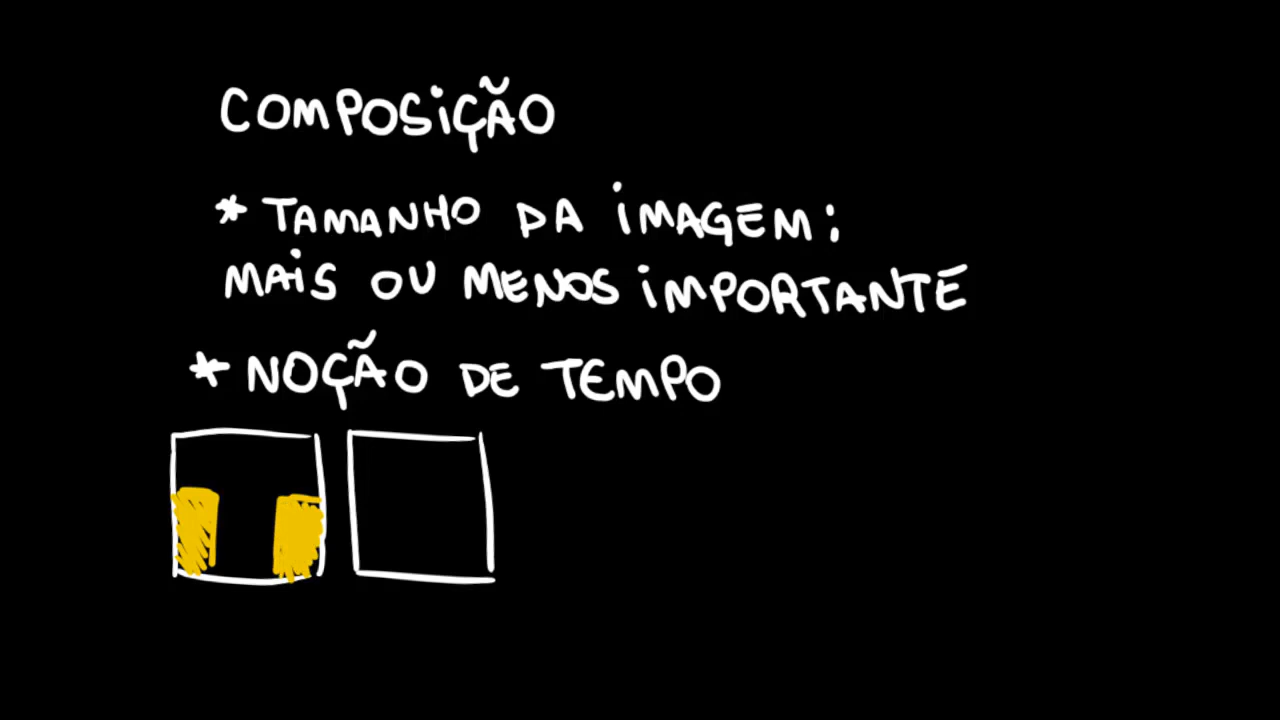 COMPOSIÇÃO
* TAMANHO DA IMAGEM:
MAIS OU MENOS IMPORTANTE
* NOÇÃO DE TEMPO